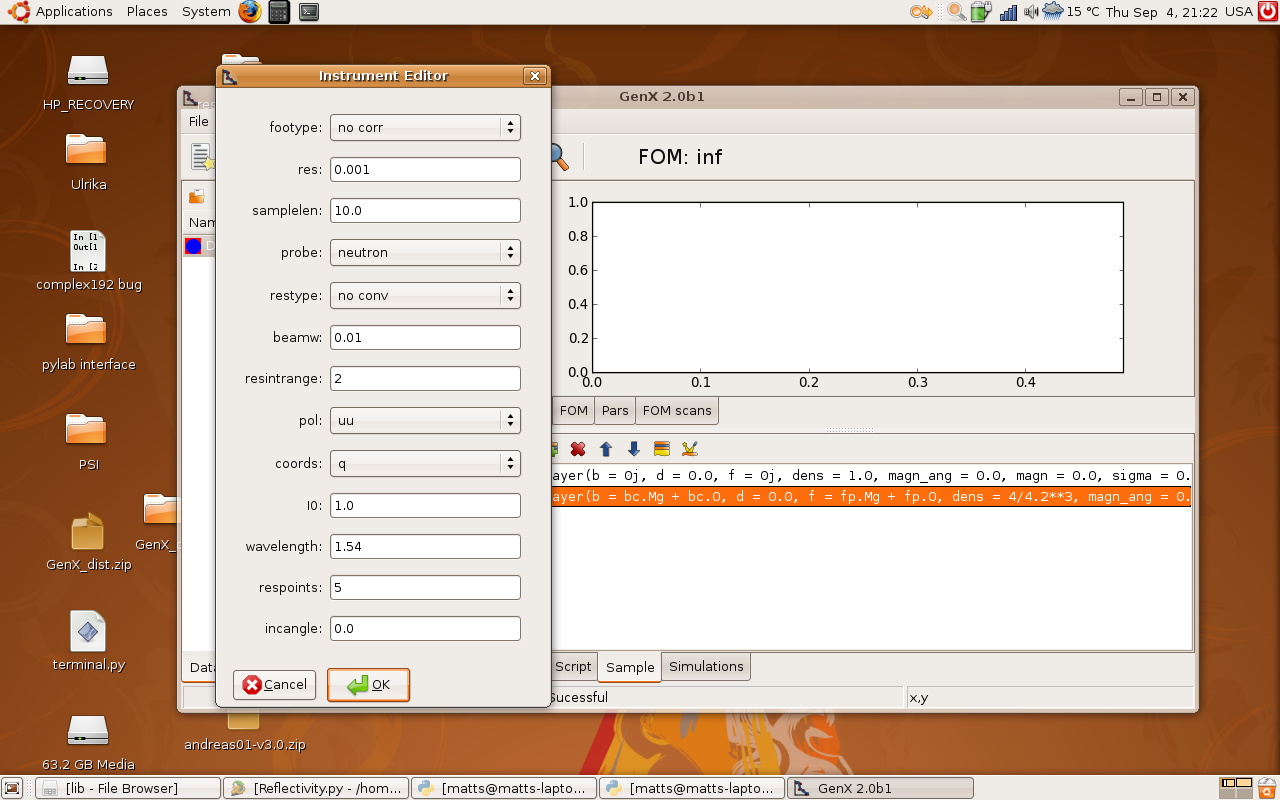 Applications Places System 15 °C Thu Sep 4, 21:22 USA
HP_RECOVERY
Ulrika
In [1
Out[1
In [2
complex192 bug
pylab interface
PSI
GenX_dist.zip
terminal.py
63.2 GB Media
andreas01-v3.0.zip
Instrument Editor
footype: no corr
res: 0.001
samplelen: 10.0
probe: neutron
restype: no conv
beamw: 0.01
resintrange: 2
pol: uu
coords: q
I0: 1.0
wavelength: 1.54
respoints: 5
incangle: 0.0
Cancel OK
GenX 2.0b1
File
FOM: inf
Nam
D
1.0
0.8
0.6
0.4
0.2
0.0
0.0 0.1 0.2 0.3 0.4
FOM Pars FOM scans
ayer(b = 0j, d = 0.0, f = 0j, dens = 1.0, magn_ang = 0.0, magn = 0.0, sigma = 0.
ayer(b = bc.Mg + bc.O, d = 0.0, f = fp.Mg + fp.O, dens = 4/4.2**3, magn_ang = 0.
Data
Script Sample Simulations
Sucessful x,y
[lib - File Browser] [Reflectivity.py - /hom... [matts@matts-lapto... [matts@matts-lapto... GenX 2.0b1